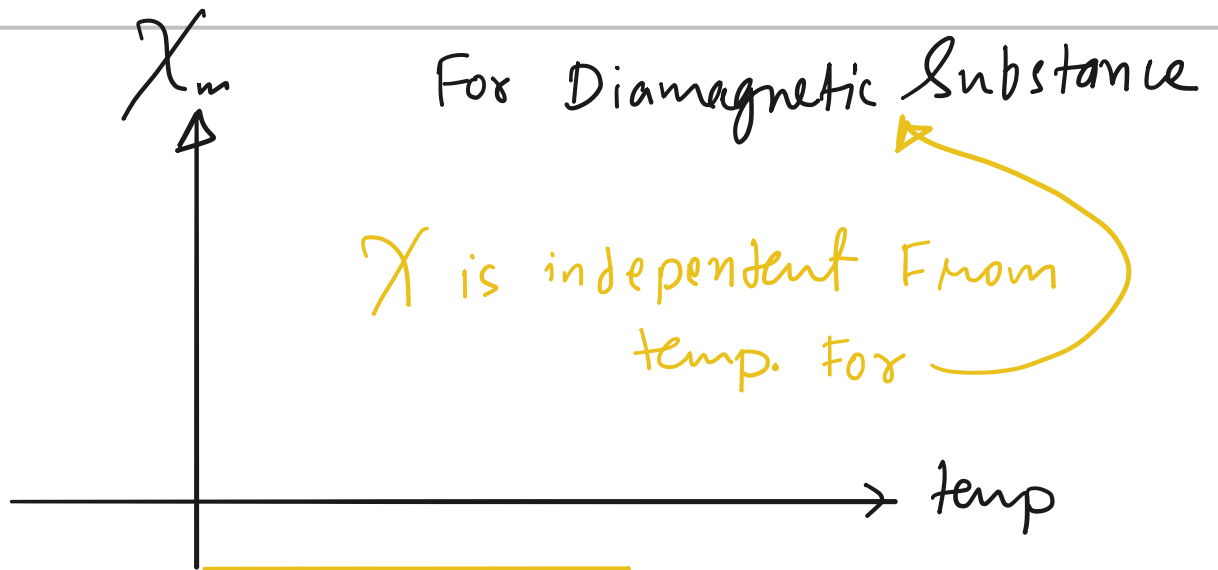 χₘ
For Diamagnetic Substance
χ is independent From
temp. For
temp